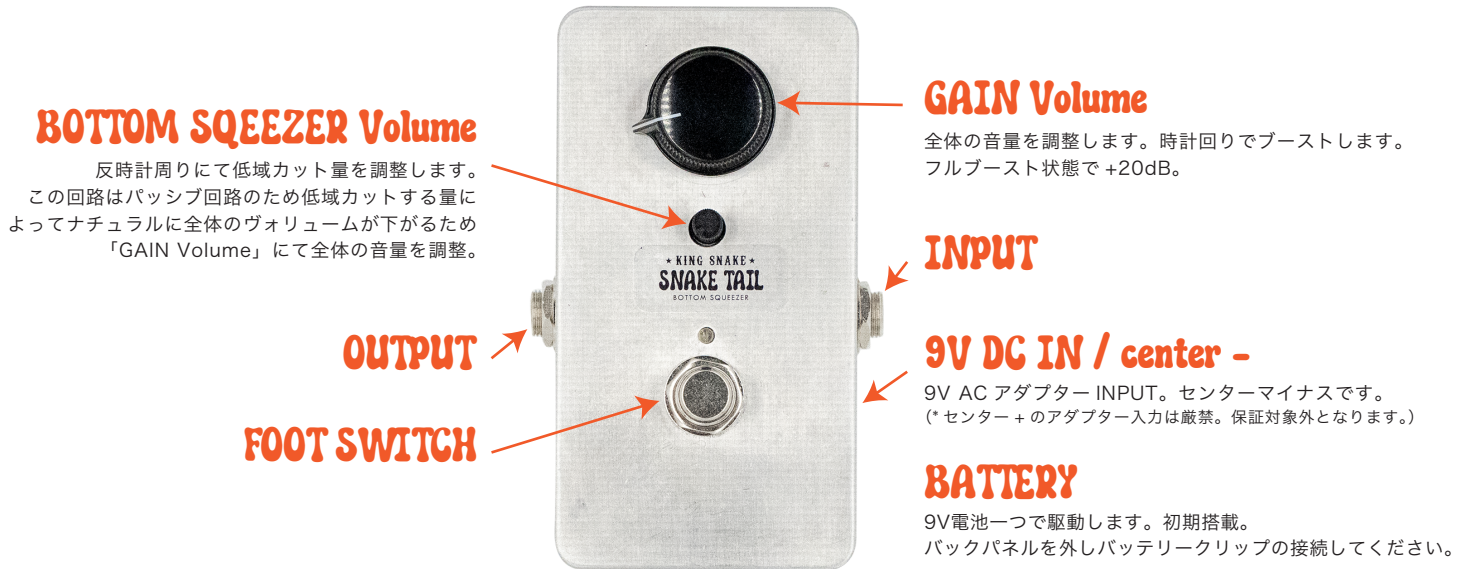 BOTTOM SQEEZER Volume
反時計周りにて低域カット量を調整します。
この回路はパッシブ回路のため低域カットする量に
よってナチュラルに全体のヴォリュームが下がるため
「GAIN Volume」にて全体の音量を調整。
OUTPUT
FOOT SWITCH
★ KING SNAKE ★
SNAKE TAIL
BOTTOM SQUEEZER
GAIN Volume
全体の音量を調整します。時計回りでブーストします。
フルブースト状態で +20dB。
INPUT
9V DC IN / center -
9V AC アダプター INPUT。センターマイナスです。
(* センター + のアダプター入力は厳禁。保証対象外となります。)
BATTERY
9V電池一つで駆動します。初期搭載。
バックパネルを外しバッテリークリップの接続してください。